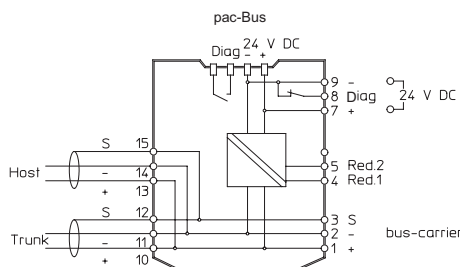 pac-Bus
Diag 24 V DC
- +
9 -
8 Diag 24 V DC
7 +
S 15
Host - 14
+ 13
5 Red.2
4 Red.1
S 12
3 S
Trunk - 11
2 - bus-carrier
+ 10
1 +